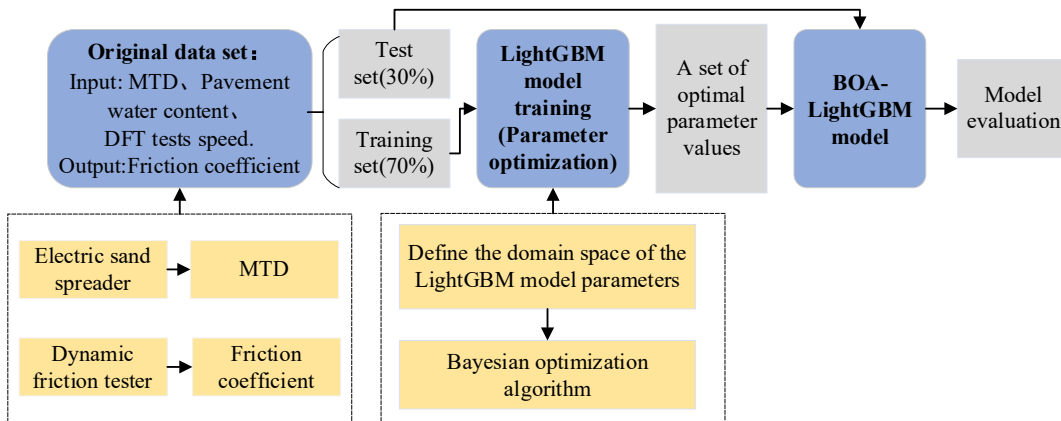 Original data set：
Input: MTD、Pavement
water content、
DFT tests speed.
Output:Friction coefficient
Test
set(30%)
Training
set(70%)
LightGBM
model
training
(Parameter
optimization)
A set of
optimal
parameter
values
BOA-
LightGBM
model
Model
evaluation
Electric sand
spreader
MTD
Dynamic
friction tester
Friction
coefficient
Define the domain space of the
LightGBM model parameters
Bayesian optimization
algorithm